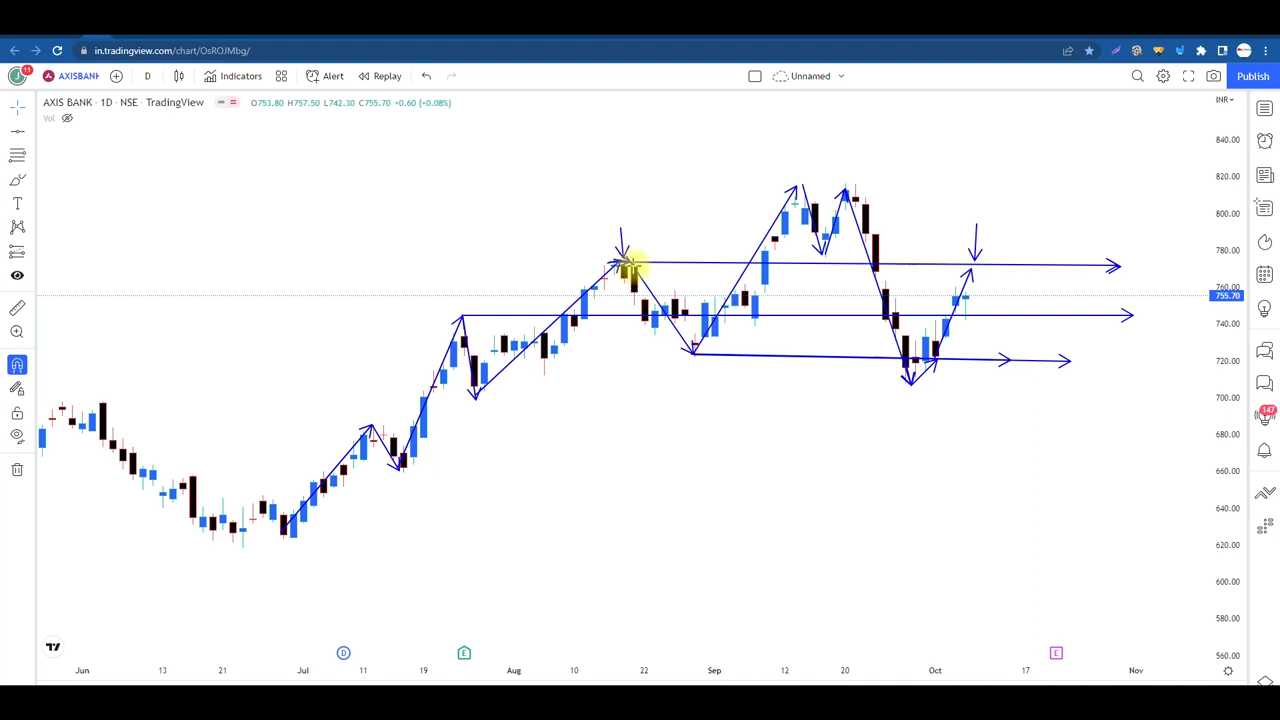 in.tradingview.com/chart/OsROJMbg/
11
AXISBANK
D
Indicators
Alert
Replay
Unnamed
Publish
AXIS BANK · 1D · NSE · TradingView
O753.80 H757.50 L742.30 C755.70 +0.60 (+0.08%)
INR
Vol
840.00
820.00
800.00
780.00
760.00
755.70
740.00
720.00
700.00
680.00
660.00
640.00
620.00
600.00
580.00
560.00
147
D
E
E
Jun
13
21
Jul
11
19
Aug
10
22
Sep
12
20
Oct
17
Nov